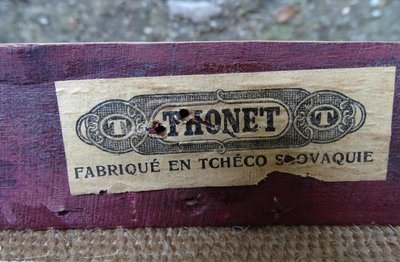 T THONET T
FABRIQUÉ EN TCHÉCO SLOVAQUIE